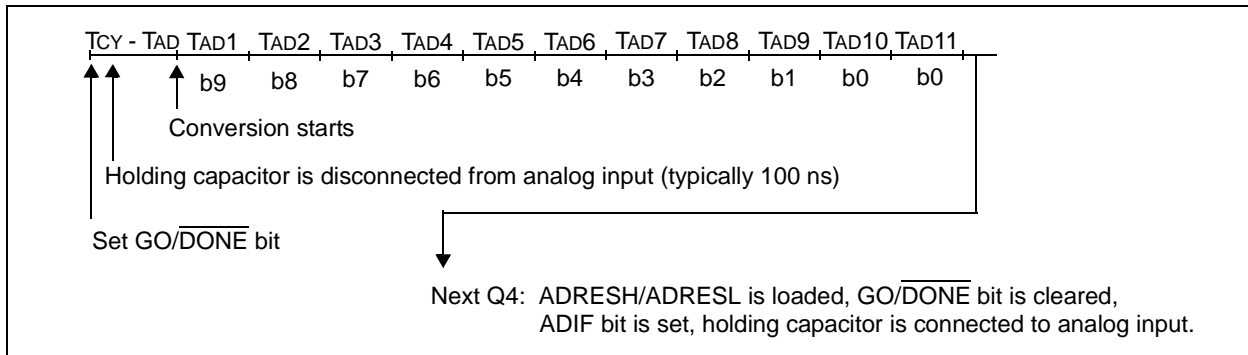 TCY - TAD TAD1 TAD2 TAD3 TAD4 TAD5 TAD6 TAD7 TAD8 TAD9 TAD10 TAD11
b9 b8 b7 b6 b5 b4 b3 b2 b1 b0 b0
Conversion starts
Holding capacitor is disconnected from analog input (typically 100 ns)
Set GO/DONE bit
Next Q4: ADRESH/ADRESL is loaded, GO/DONE bit is cleared,
ADIF bit is set, holding capacitor is connected to analog input.